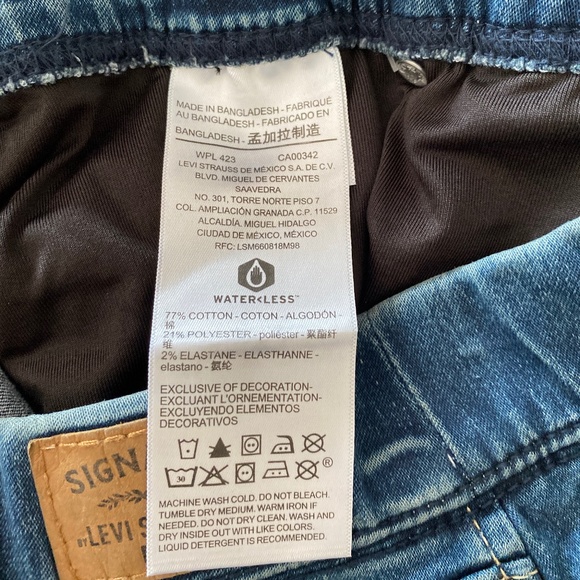 MADE IN BANGLADESH - FABRIQUÉ
AU BANGLADESH - FABRICADO EN
BANGLADESH - 孟加拉制造
WPL 423 CA00342
LEVI STRAUSS DE MÉXICO S.A. DE C.V.
BLVD. MIGUEL DE CERVANTES
SAAVEDRA
NO. 301, TORRE NORTE PISO 7
COL. AMPLIACIÓN GRANADA C.P. 11529
ALCALDÍA. MIGUEL HIDALGO
CIUDAD DE MÉXICO, MÉXICO
RFC: LSM660818M98
WATER<LESS™
77% COTTON - COTON - ALGODÓN -
棉
21% POLYESTER - poliéster - 聚酯纤
维
2% ELASTANE - ELASTHANNE -
elastano - 氨纶
EXCLUSIVE OF DECORATION-
EXCLUANT L'ORNEMENTATION-
EXCLUYENDO ELEMENTOS
DECORATIVOS
30 ®
MACHINE WASH COLD. DO NOT BLEACH.
TUMBLE DRY MEDIUM. WARM IRON IF
NEEDED. DO NOT DRY CLEAN. WASH AND
DRY INSIDE OUT WITH LIKE COLORS.
LIQUID DETERGENT IS RECOMMENDED.
SIGNA
BY LEVI S